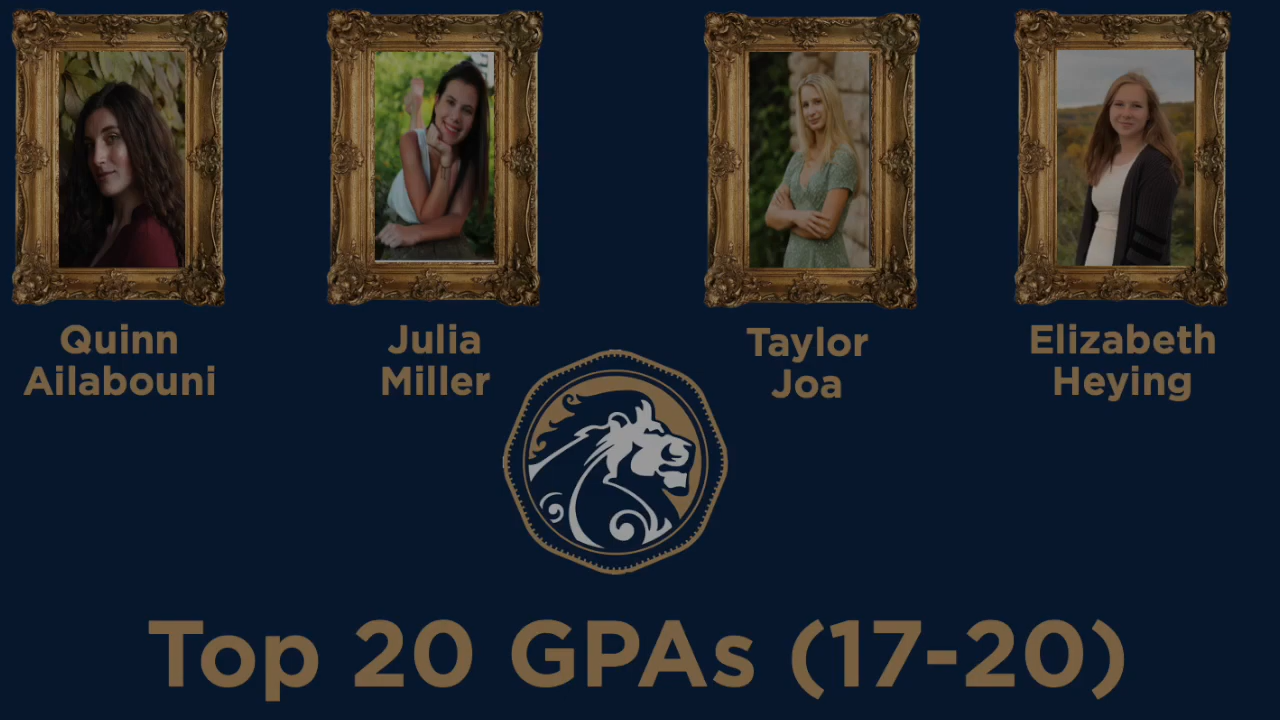 Quinn
Ailabouni
Julia
Miller
Taylor
Joa
Elizabeth
Heying
Top 20 GPAs (17-20)